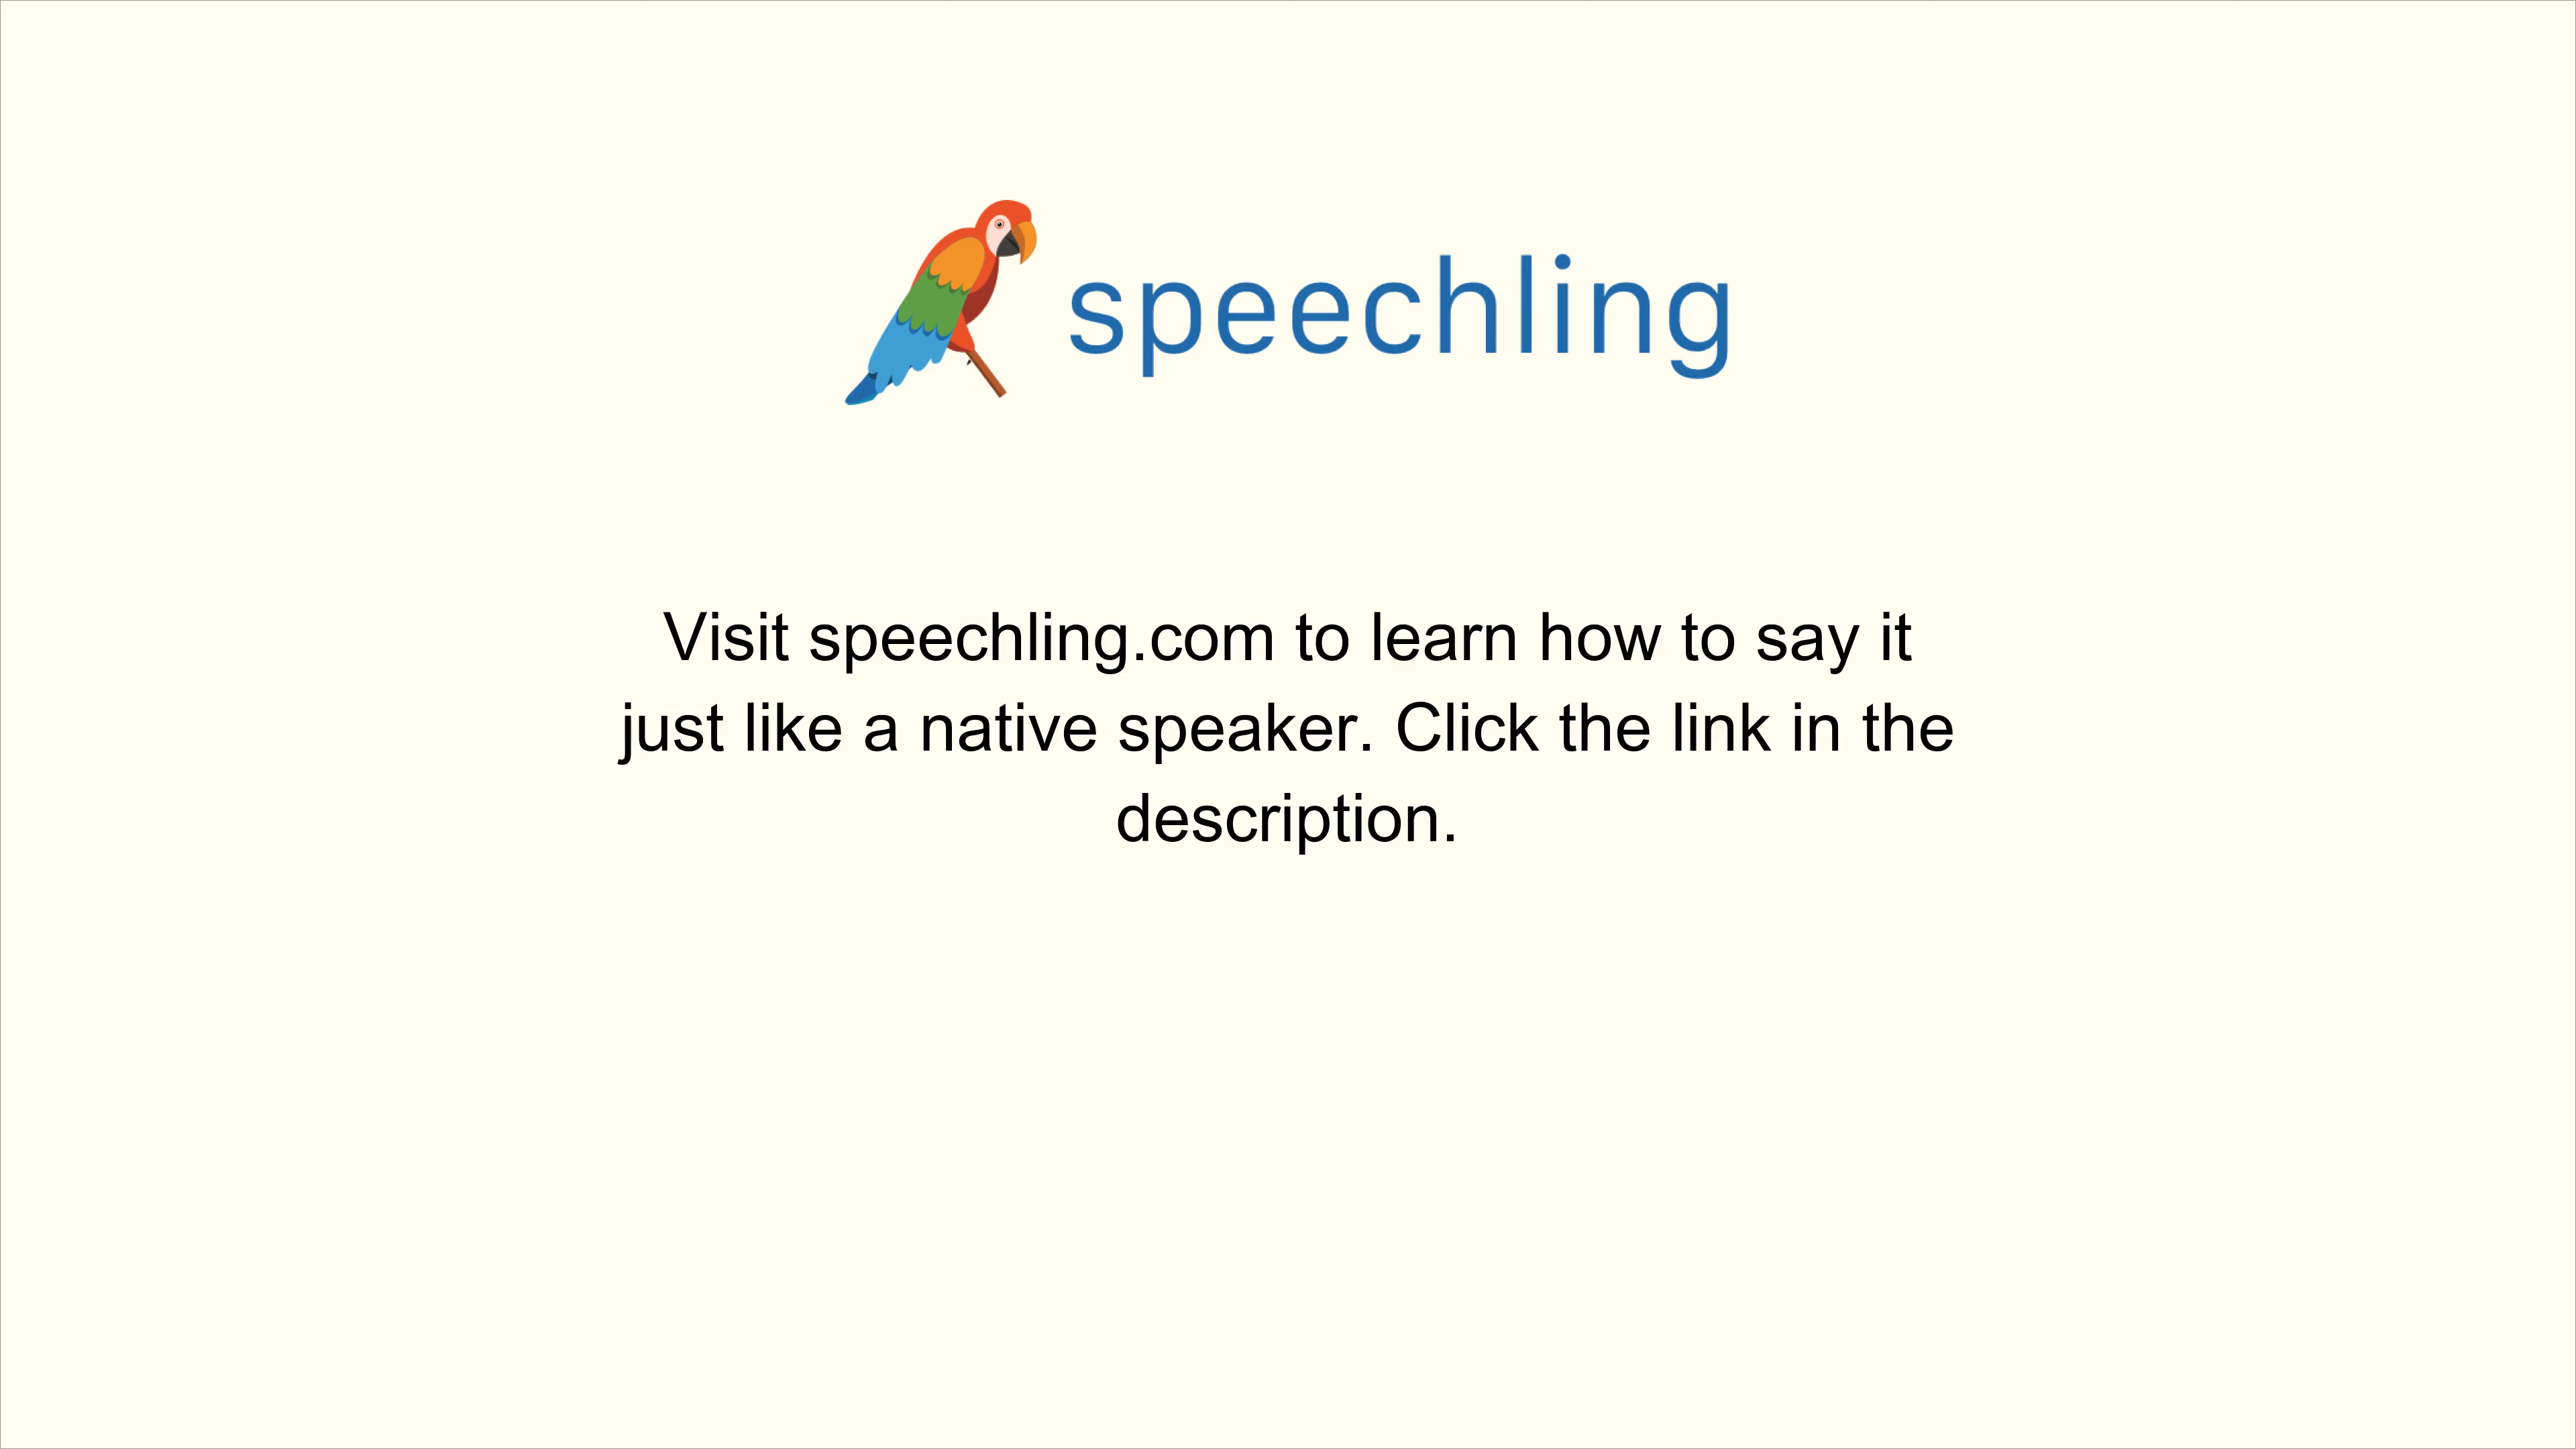 speechling
Visit speechling.com to learn how to say it
just like a native speaker. Click the link in the
description.